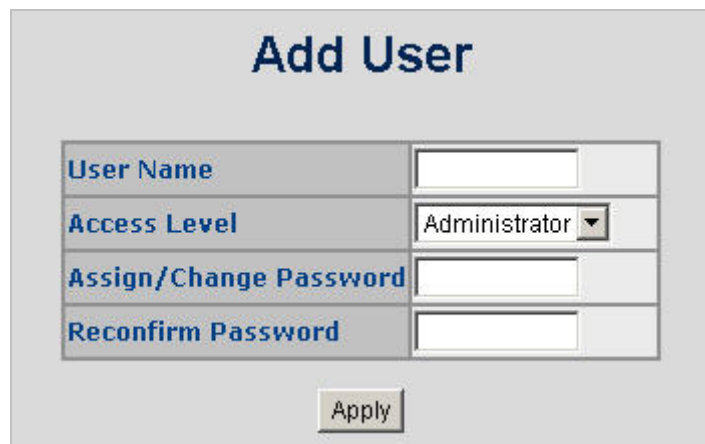 Add User
User Name
Administrator
Access Level
Assign/Change Password
Reconfirm Password
Apply